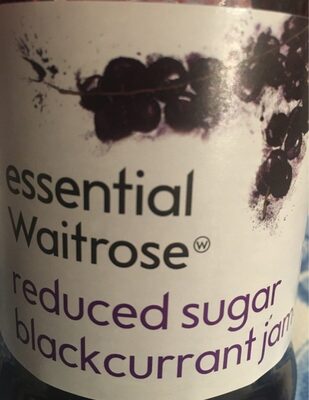 essential
Waitrose Ⓦ
reduced sugar
blackcurrant jam